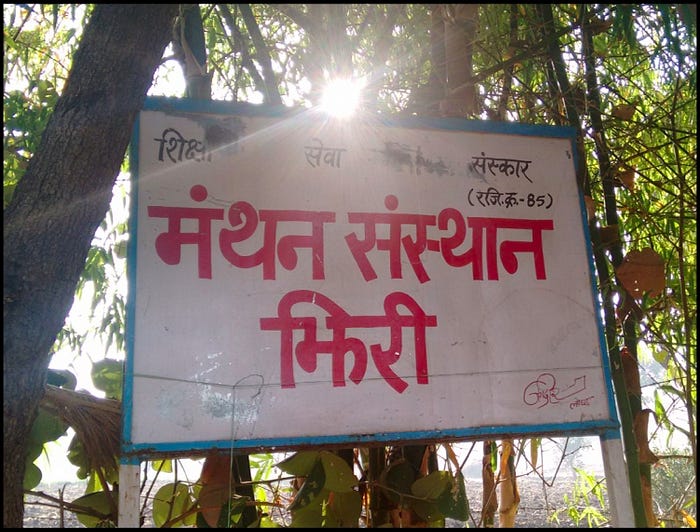 शिक्षा सेवा संस्कार
(रजि.क्र.-85)
मंथन संस्थान
झिरी